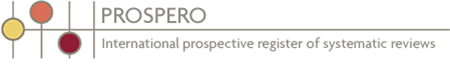 PROSPERO
International prospective register of systematic reviews